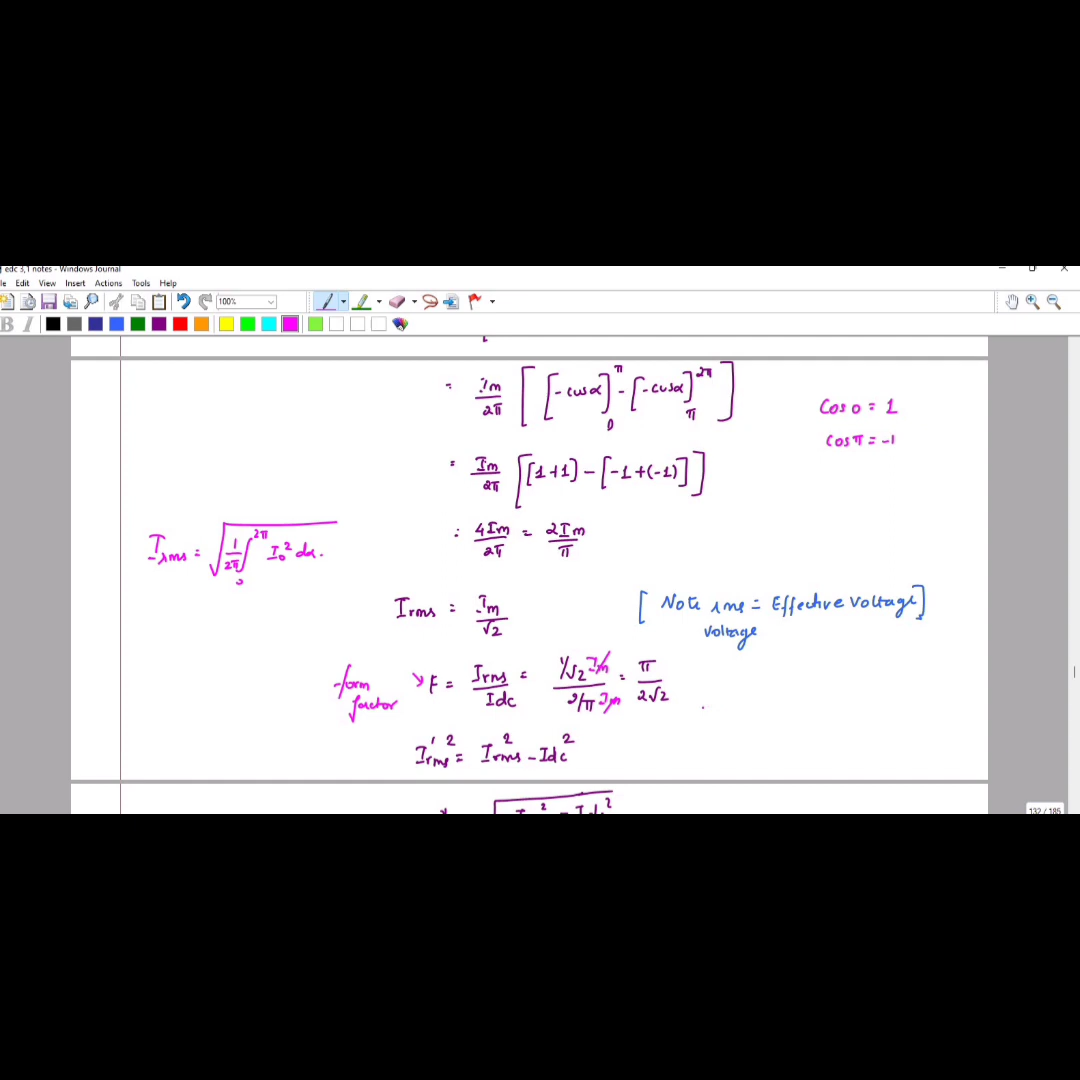 edc 3,1 notes - Windows Journal
le Edit View Insert Actions Tools Help
100%
B I
= Im/2π [ [-cosα]₀^π - [-cosα]_π^2π ]
Cos 0 = 1
cos π = -1
= Im/2π [[1+1] - [-1+(-1)]]
Irms = √(1/2π ∫₀^2π I₀² dα.
: 4Im/2π = 2Im/π
Irms = Im/√2
[Note rms = Effective Voltage]
Voltage
form
factor
→ F = Irms/Idc = 1/√2 Im / 2/π Im = π/2√2
I'rms² = Irms² - Idc²
132 / 185